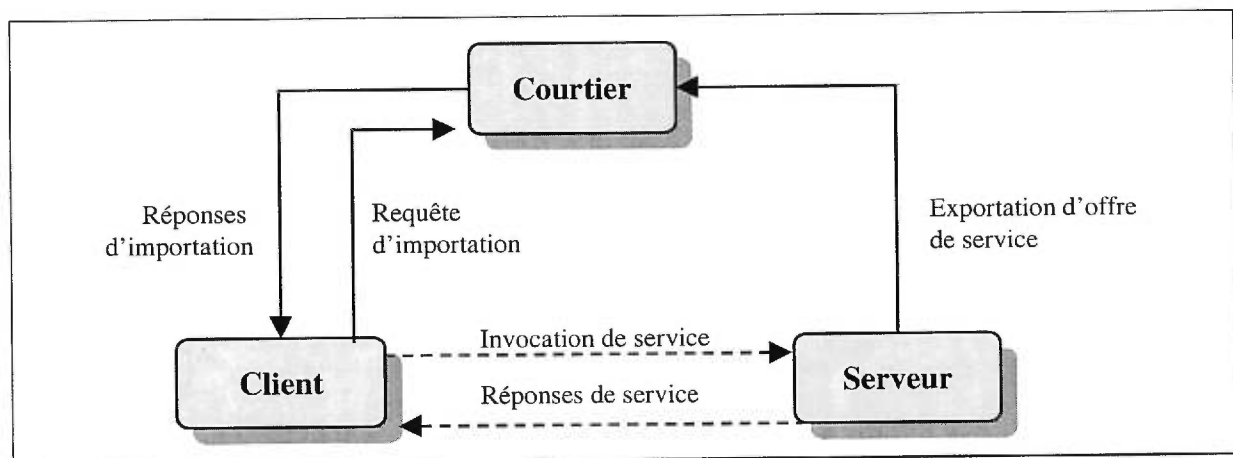 Courtier
Réponses
d'importation
Requête
d'importation
Exportation d'offre
de service
Invocation de service
Client
Serveur
Réponses de service